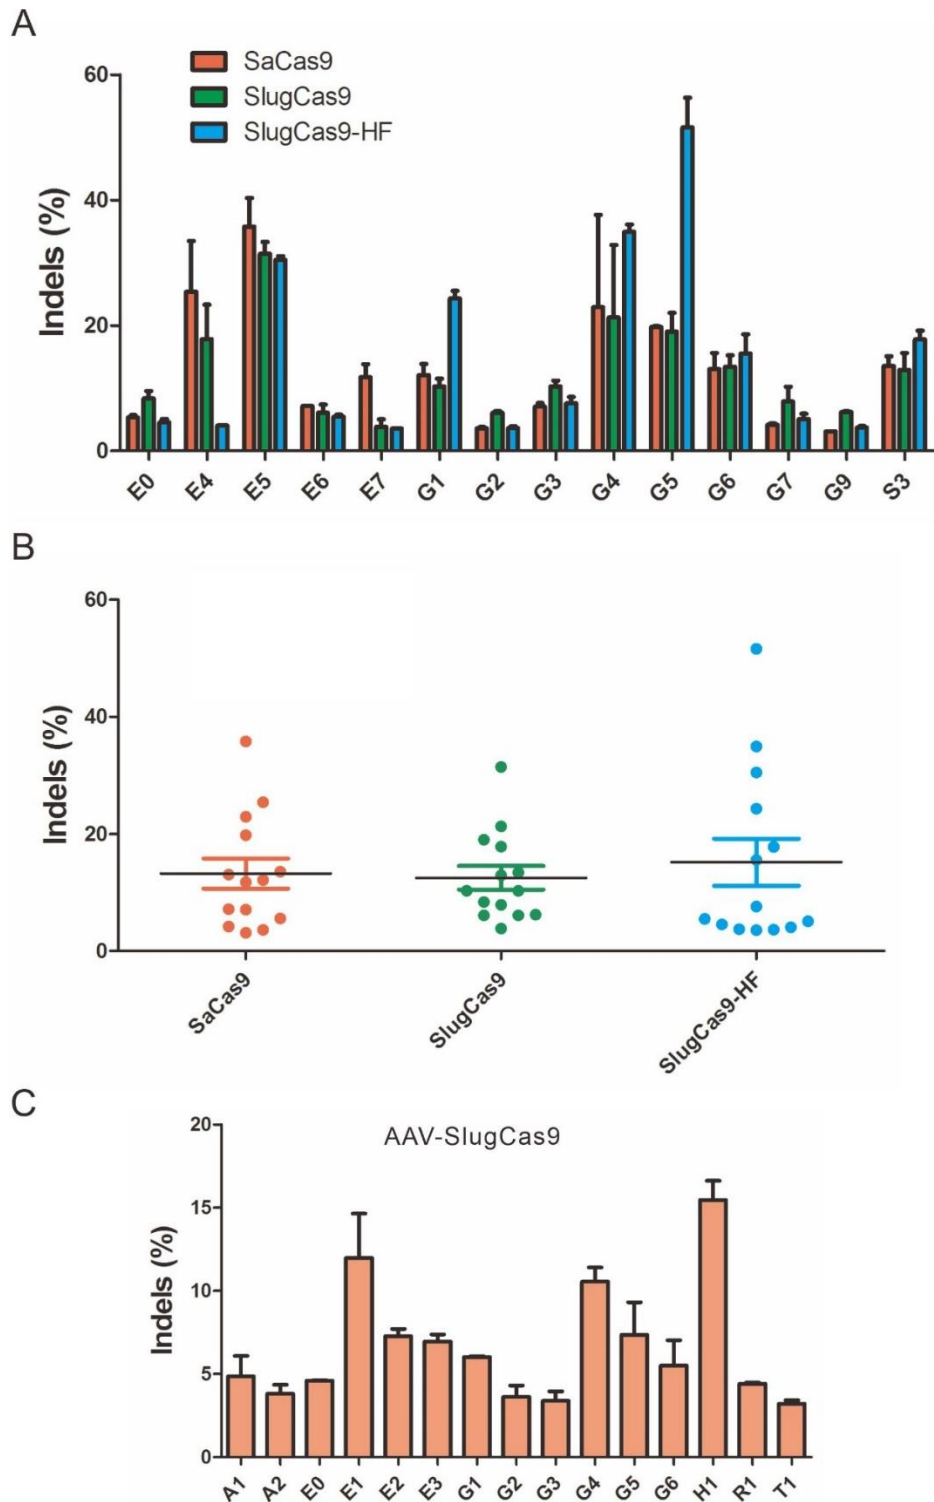 A
SaCas9
SlugCas9
SlugCas9-HF
Indels (%)
60
40
20
0
E0 E4 E5 E6 E7 G1 G2 G3 G4 G5 G6 G7 G9 S3
B
Indels (%)
60
40
20
0
SaCas9 SlugCas9 SlugCas9-HF
C
AAV-SlugCas9
Indels (%)
20
15
10
5
0
A1 A2 E0 E1 E2 E3 G1 G2 G3 G4 G5 G6 H1 R1 T1